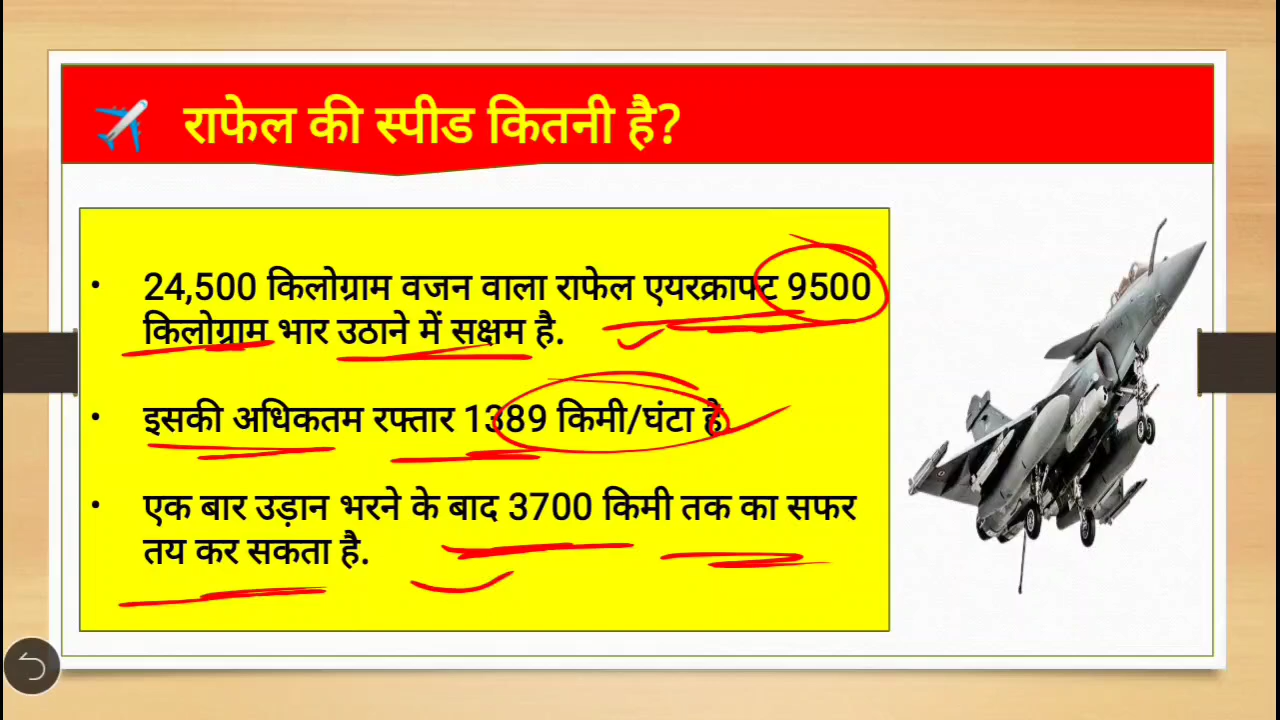 राफेल की स्पीड कितनी है?
• 24,500 किलोग्राम वजन वाला राफेल एयरक्राफ्ट 9500
किलोग्राम भार उठाने में सक्षम है.
• इसकी अधिकतम रफ्तार 1389 किमी/घंटा है
• एक बार उड़ान भरने के बाद 3700 किमी तक का सफर
तय कर सकता है.